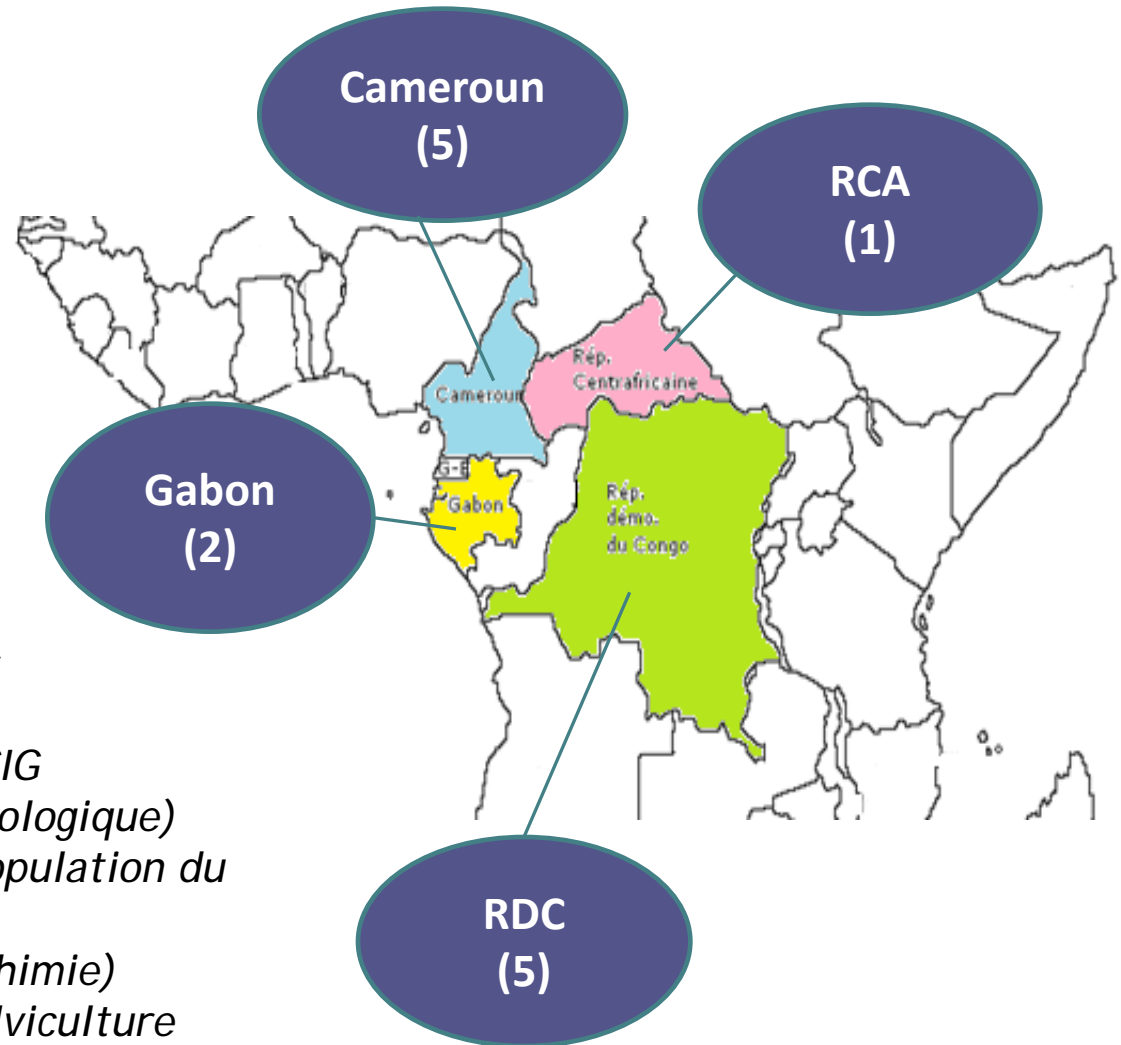 Cameroun
(5)
RCA
(1)
Rép.
Centrafricaine
Cameroun
G-E
Gabon
Gabon
(2)
Rép.
démo.
du Congo
IG
ologique)
opulation du
RDC
(5)
himie)
lviculture